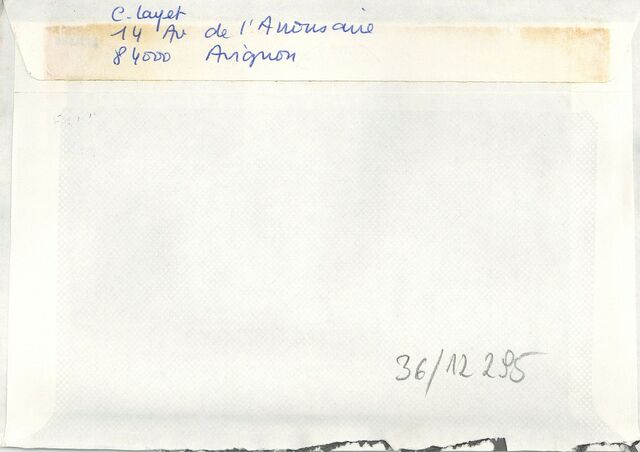 C. Layet
14 Av de l'Arrousaire
84000 Avignon
36/12 295